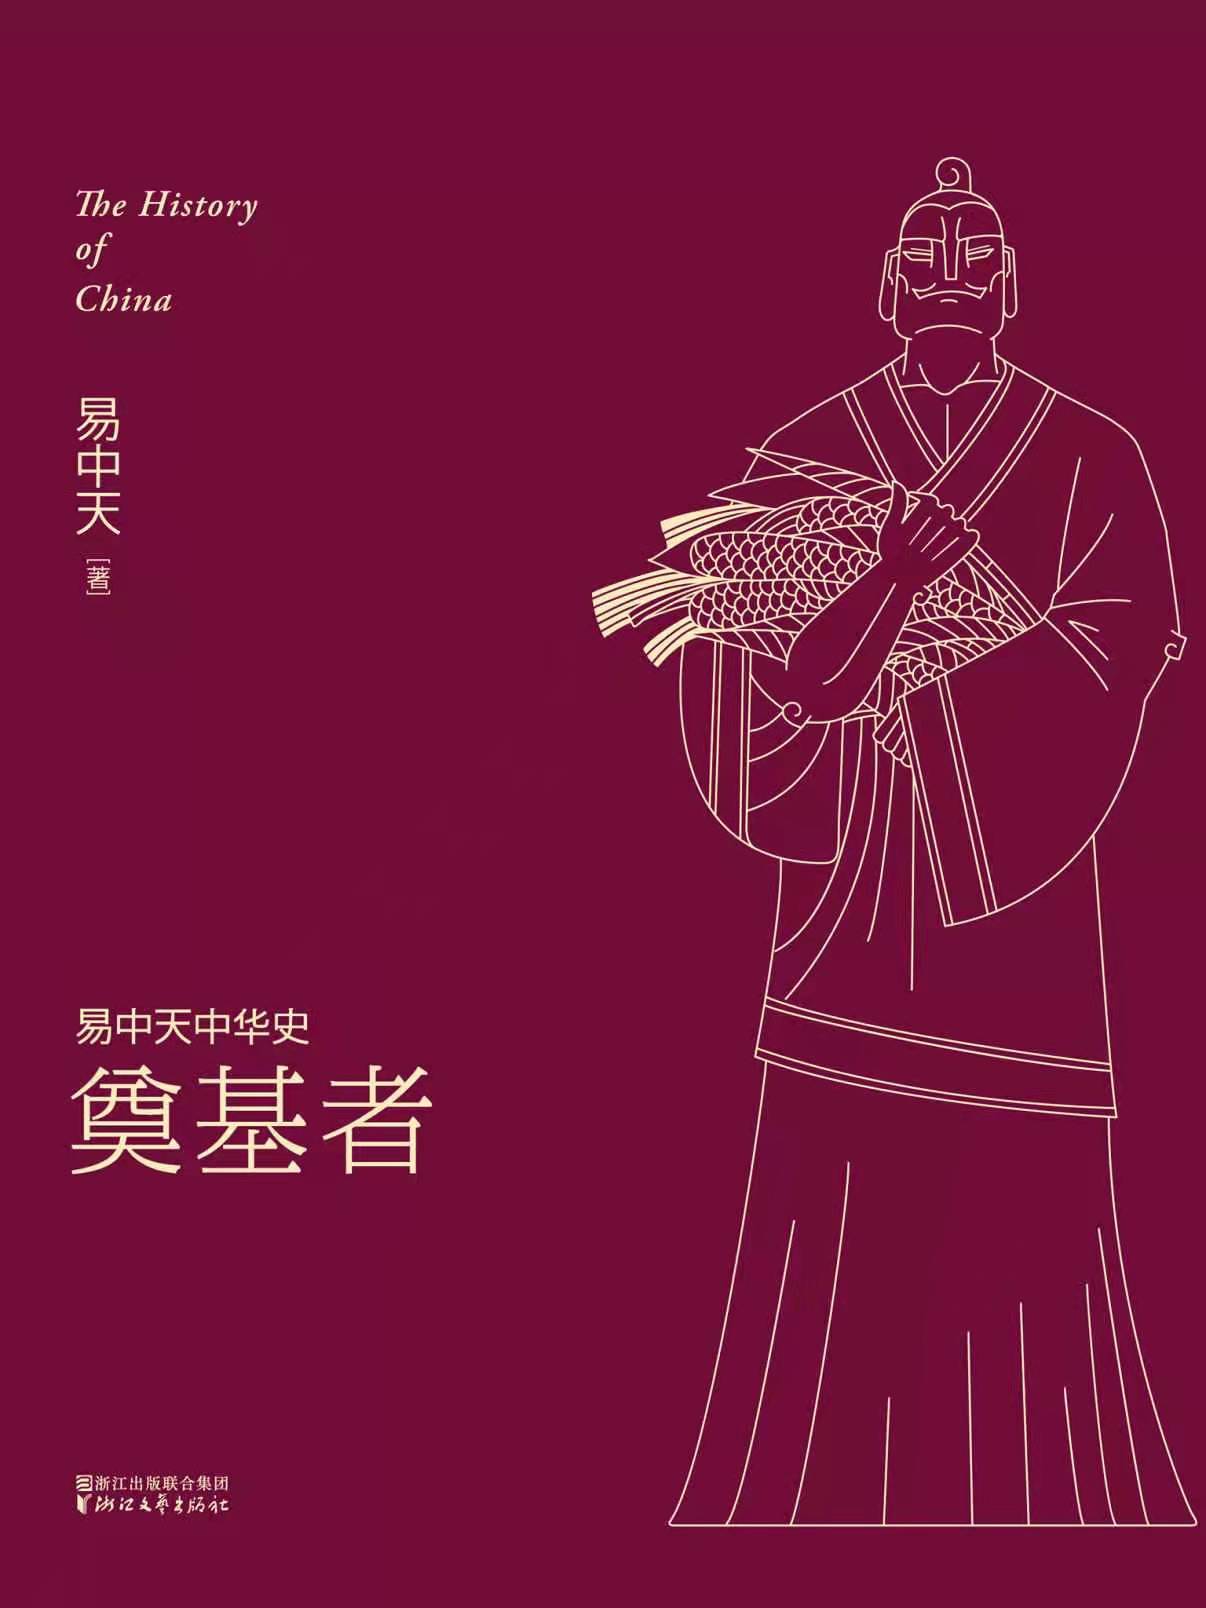 The History
of
China
易中天
[著]
易中天中华史
奠基者
浙江出版联合集团
浙江文艺出版社